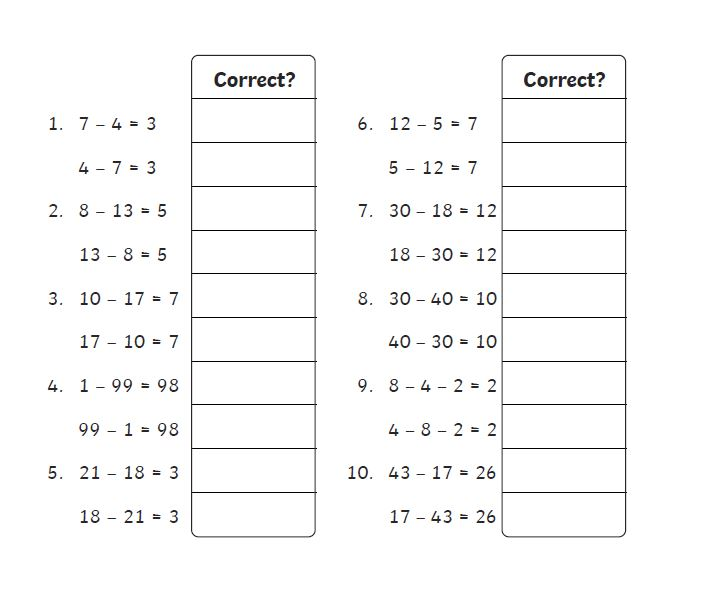 Correct?
1. 7 – 4 = 3
4 – 7 = 3
2. 8 – 13 = 5
13 – 8 = 5
3. 10 – 17 = 7
17 – 10 = 7
4. 1 – 99 = 98
99 – 1 = 98
5. 21 – 18 = 3
18 – 21 = 3
Correct?
6. 12 – 5 = 7
5 – 12 = 7
7. 30 – 18 = 12
18 – 30 = 12
8. 30 – 40 = 10
40 – 30 = 10
9. 8 – 4 – 2 = 2
4 – 8 – 2 = 2
10. 43 – 17 = 26
17 – 43 = 26